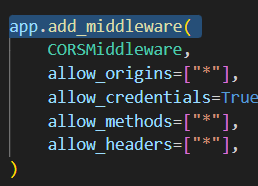 app.add_middleware(
    CORSMiddleware,
    allow_origins=["*"],
    allow_credentials=True
    allow_methods=["*"],
    allow_headers=["*"],
)